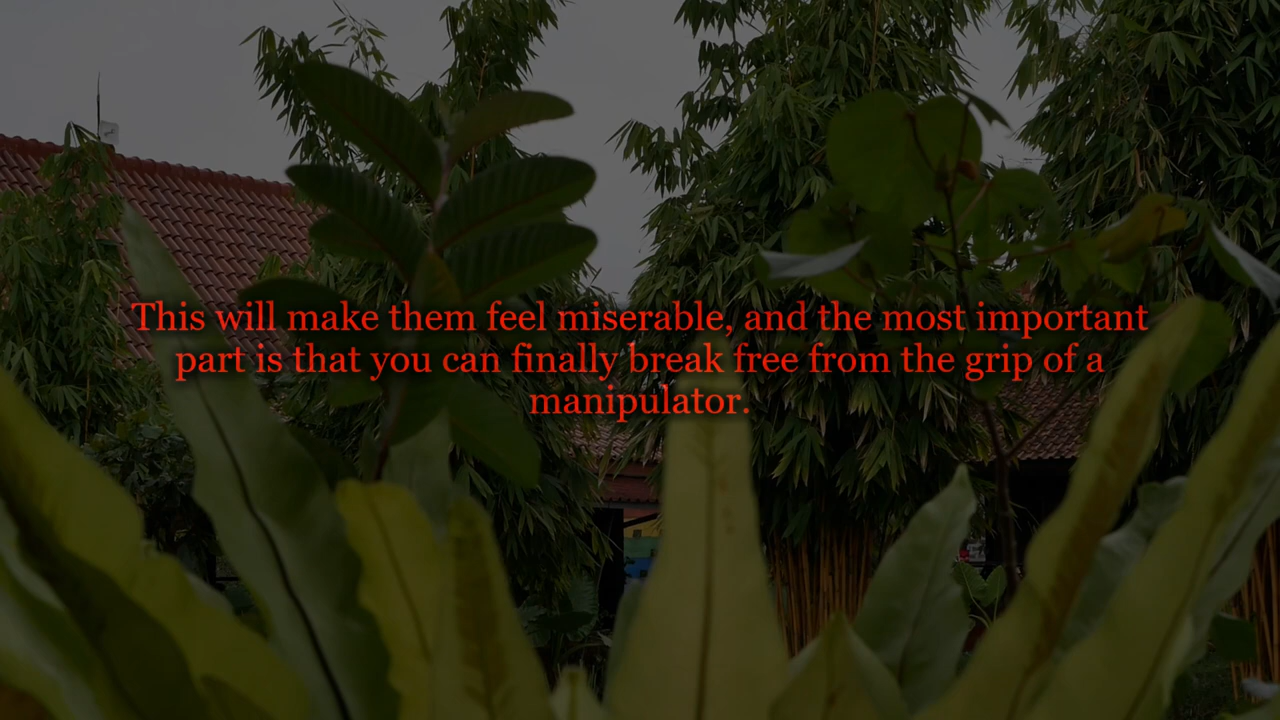 This will make them feel miserable, and the most important
part is that you can finally break free from the grip of a
manipulator.